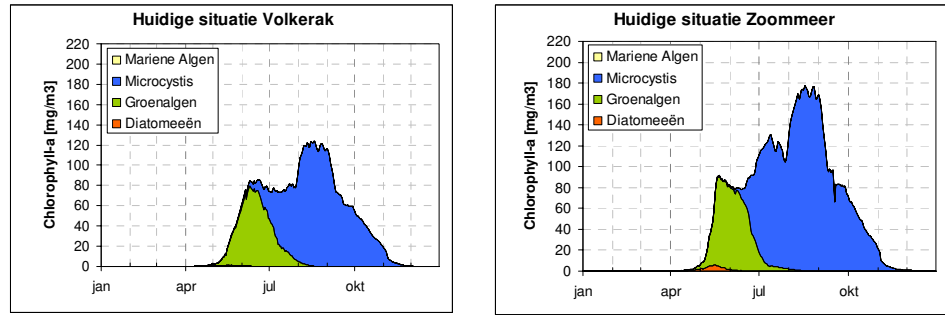 Huidige situatie Volkerak
Chlorophyll-a [mg/m3]
220
200
180
160
140
120
100
80
60
40
20
0
Mariene Algen
Microcystis
Groenalgen
Diatomeeën
jan
apr
jul
okt
Huidige situatie Zoommeer
Chlorophyll-a [mg/m3]
220
200
180
160
140
120
100
80
60
40
20
0
Mariene Algen
Microcystis
Groenalgen
Diatomeeën
jan
apr
jul
okt